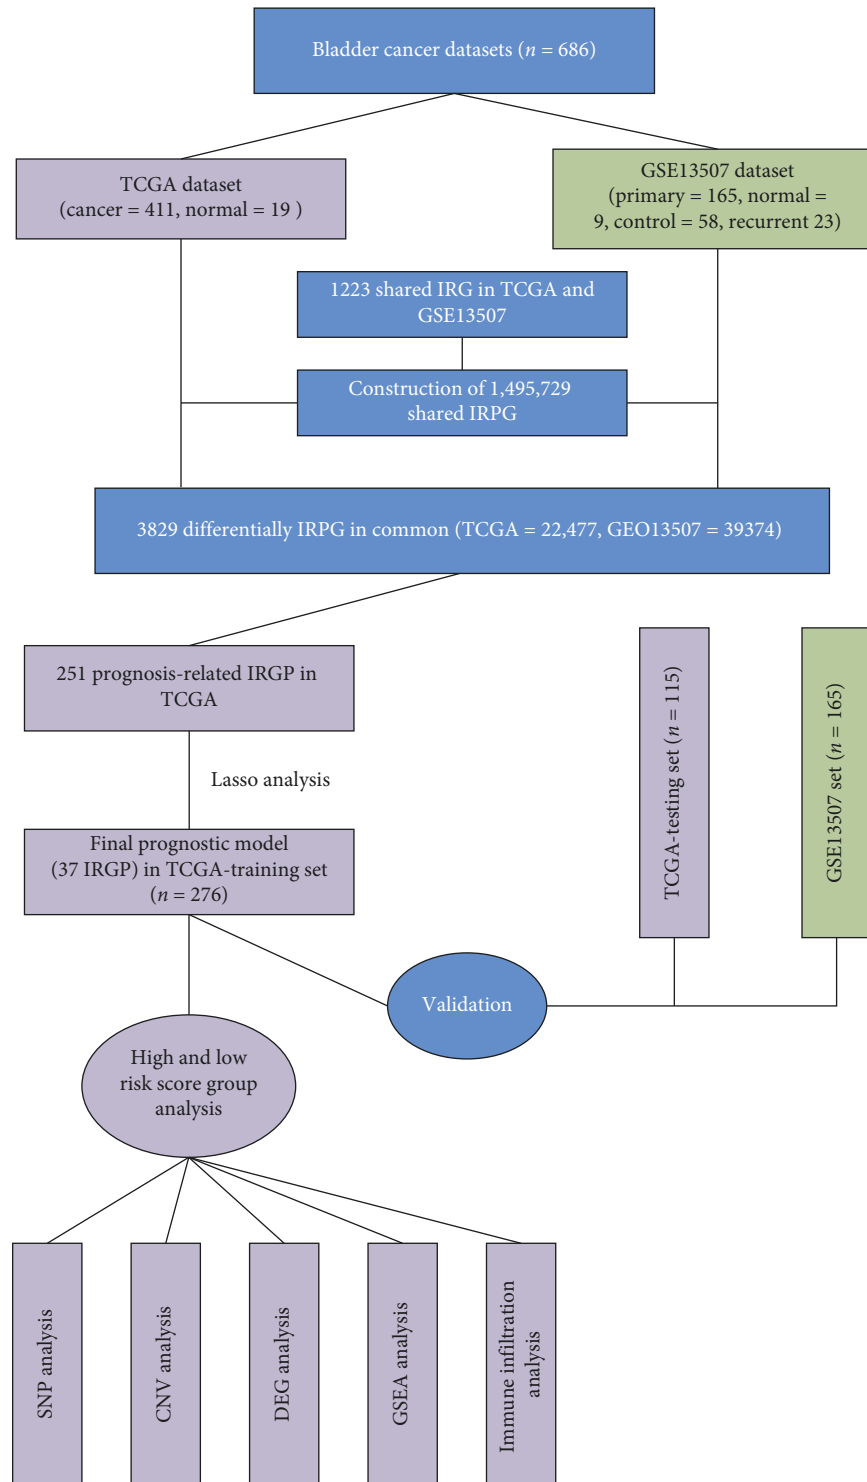 Bladder cancer datasets (n = 686)
TCGA dataset
(cancer = 411, normal = 19 )
GSE13507 dataset
(primary = 165, normal =
9, control = 58, recurrent 23)
1223 shared IRG in TCGA and
GSE13507
Construction of 1,495,729
shared IRPG
3829 differentially IRPG in common (TCGA = 22,477, GEO13507 = 39374)
251 prognosis-related IRGP in
TCGA
Lasso analysis
Final prognostic model
(37 IRGP) in TCGA-training set
(n = 276)
TCGA-testing set (n = 115)
GSE13507 set (n = 165)
Validation
High and low
risk score group
analysis
SNP analysis
CNV analysis
DEG analysis
GSEA analysis
Immune infiltration
analysis